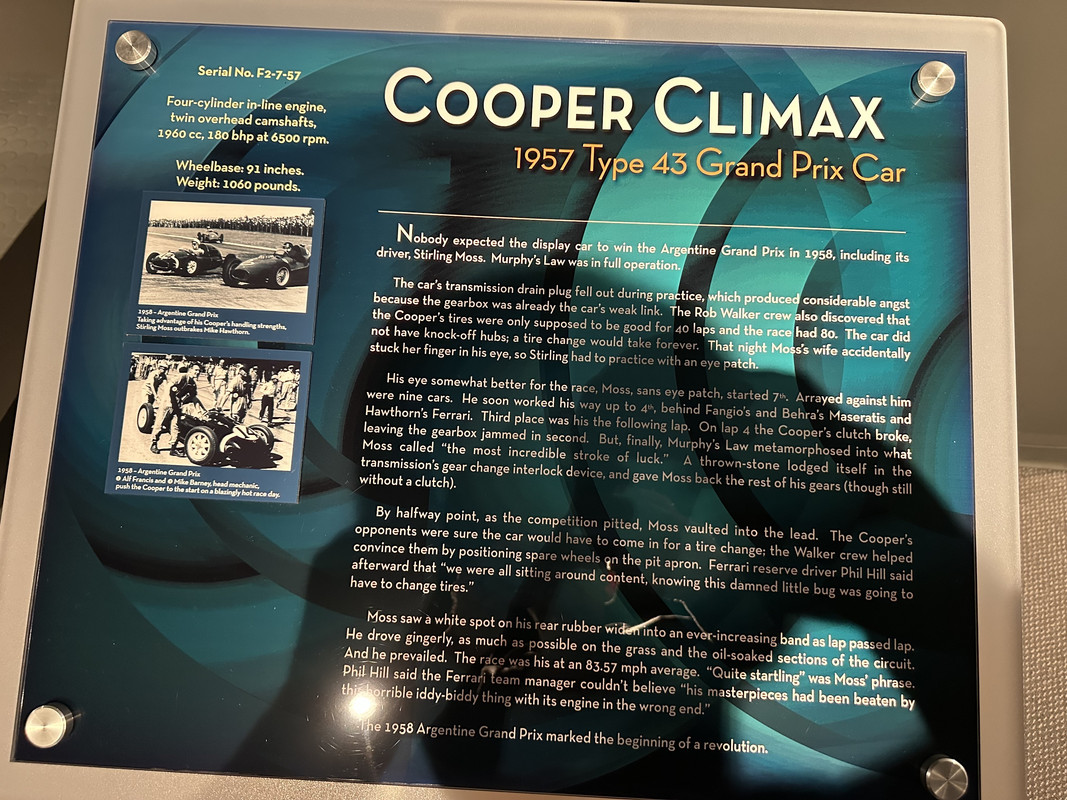 Serial No. F2-7-57
Four-cylinder in-line engine,
twin overhead camshafts,
1960 cc, 180 bhp at 6500 rpm.
Wheelbase: 91 inches.
Weight: 1060 pounds.
1958 – Argentine Grand Prix
Taking advantage of his Cooper's handling strengths,
Stirling Moss outbrakes Mike Hawthorn.
1958 – Argentine Grand Prix
Alf Francis and Mike Barney, head mechanic,
push the Cooper to the start on a blazingly hot race day.
COOPER CLIMAX
1957 Type 43 Grand Prix Car
Nobody expected the display car to win the Argentine Grand Prix in 1958, including its
driver, Stirling Moss. Murphy's Law was in full operation.
The car's transmission drain plug fell out during practice, which produced considerable angst
because the gearbox was already the car's weak link. The Rob Walker crew also discovered that
the Cooper's tires were only supposed to be good for 40 laps and the race had 80. The car did
not have knock-off hubs; a tire change would take forever. That night Moss's wife accidentally
stuck her finger in his eye, so Stirling had to practice with an eye patch.
His eye somewhat better for the race, Moss, sans eye patch, started 7th. Arrayed against him
were nine cars. He soon worked his way up to 4th, behind Fangio's and Behra's Maseratis and
Hawthorn's Ferrari. Third place was his the following lap. On lap 4 the Cooper's clutch broke,
leaving the gearbox jammed in second. But, finally, Murphy's Law metamorphosed into what
Moss called "the most incredible stroke of luck." A thrown-stone lodged itself in the
transmission's gear change interlock device, and gave Moss back the rest of his gears (though still
without a clutch).
By halfway point, as the competition pitted, Moss vaulted into the lead. The Cooper's
opponents were sure the car would have to come in for a tire change; the Walker crew helped
convince them by positioning spare wheels on the pit apron. Ferrari reserve driver Phil Hill said
afterward that "we were all sitting around content, knowing this damned little bug was going to
have to change tires."
Moss saw a white spot on his rear rubber widen into an ever-increasing band as lap passed lap.
He drove gingerly, as much as possible on the grass and the oil-soaked sections of the circuit.
And he prevailed. The race was his at an 83.57 mph average. "Quite startling" was Moss' phrase.
Phil Hill said the Ferrari team manager couldn't believe "his masterpieces had been beaten by
this horrible iddy-biddy thing with its engine in the wrong end."
The 1958 Argentine Grand Prix marked the beginning of a revolution.